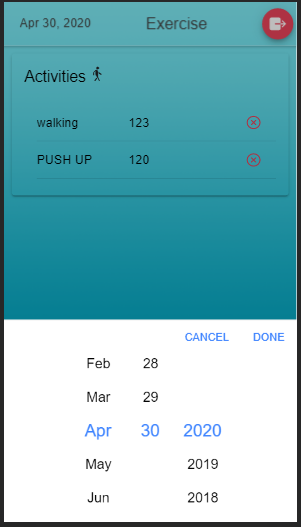 Apr 30, 2020 Exercise
Activities
walking 123
PUSH UP 120
CANCEL DONE
Feb 28
Mar 29
Apr 30 2020
May 2019
Jun 2018